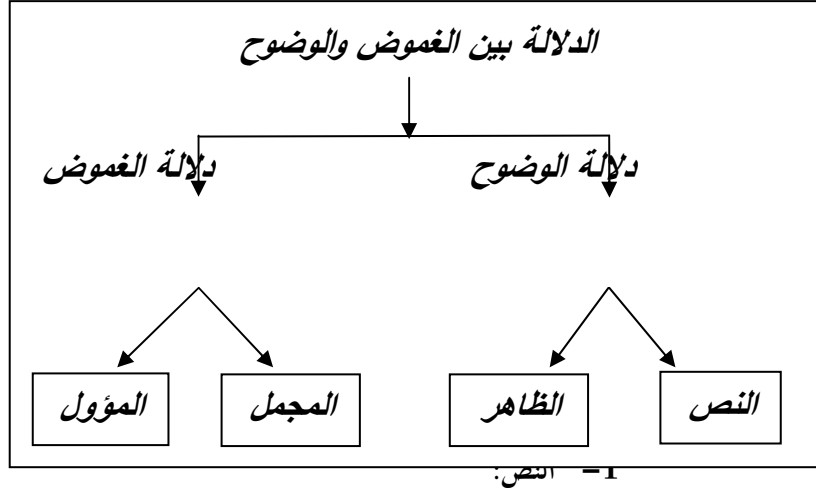 الدلالة بين الغموض والوضوح
دلالة الوضوح
دلالة الغموض
النص
الظاهر
المجمل
المؤول
1- النص: